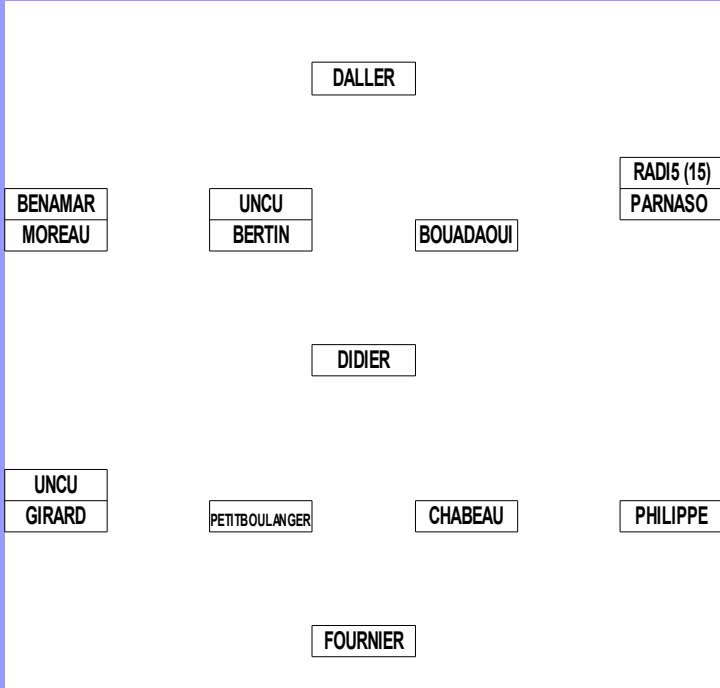 DALLER
RADI5 (15)
BENAMAR UNCU PARNASO
MOREAU BERTIN BOUADAOUI
DIDIER
UNCU
GIRARD PETITBOULANGER CHABEAU PHILIPPE
FOURNIER